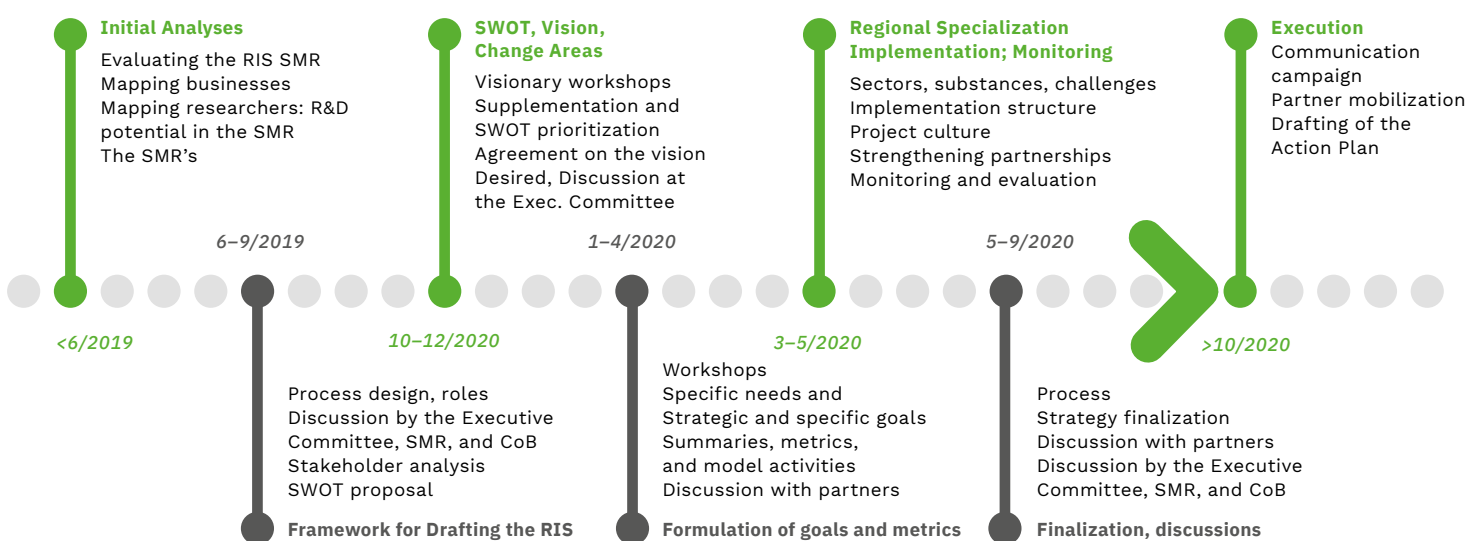 Initial Analyses
Evaluating the RIS SMR
Mapping businesses
Mapping researchers: R&D
potential in the SMR
The SMR’s
SWOT, Vision,
Change Areas
Visionary workshops
Supplementation and
SWOT prioritization
Agreement on the vision
Desired, Discussion at
the Exec. Committee
Regional Specialization
Implementation; Monitoring
Sectors, substances, challenges
Implementation structure
Project culture
Strengthening partnerships
Monitoring and evaluation
Execution
Communication
campaign
Partner mobilization
Drafting of the
Action Plan
6–9/2019
1–4/2020
5–9/2020
<6/2019
10–12/2020
3–5/2020
>10/2020
Process design, roles
Discussion by the Executive
Committee, SMR, and CoB
Stakeholder analysis
SWOT proposal
Framework for Drafting the RIS
Workshops
Specific needs and
Strategic and specific goals
Summaries, metrics,
and model activities
Discussion with partners
Formulation of goals and metrics
Process
Strategy finalization
Discussion with partners
Discussion by the Executive
Committee, SMR, and CoB
Finalization, discussions